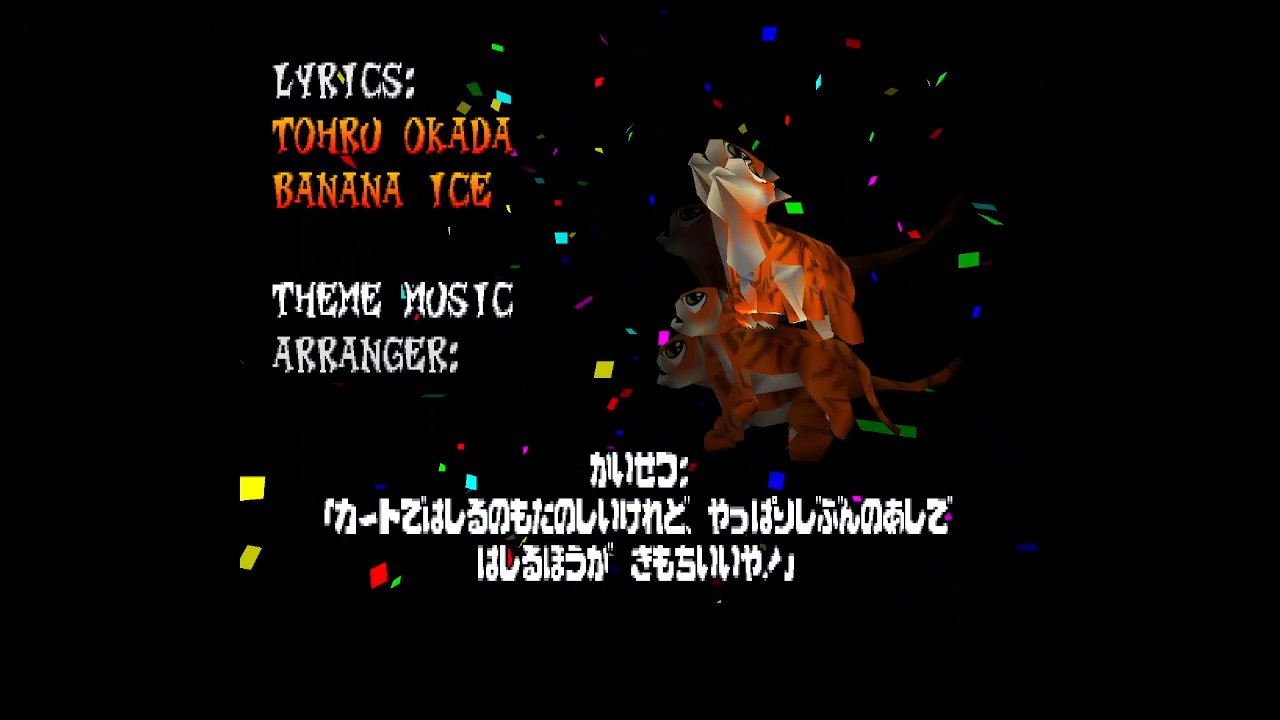 LYRICS:
TOHRU OKADA
BANANA ICE
THEME MUSIC
ARRANGER:
かいせつ:
「カートではしるのもたのしいけれど、やっぱりじぶんのあしで
はしるほうが きもちいいや!」